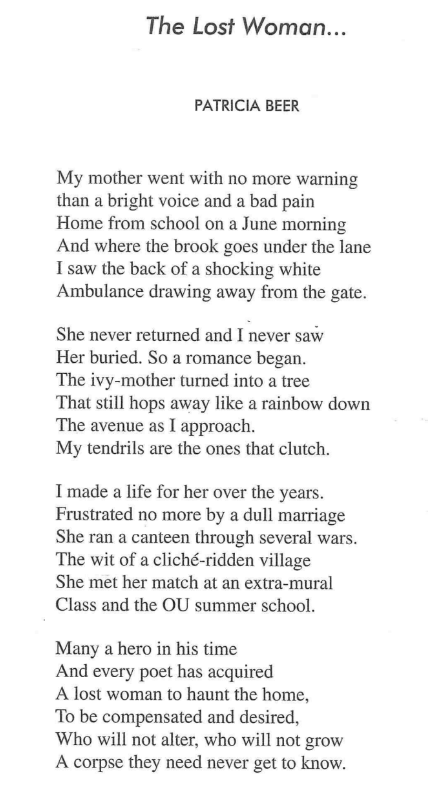 The Lost Woman...
PATRICIA BEER
My mother went with no more warning
than a bright voice and a bad pain
Home from school on a June morning
And where the brook goes under the lane
I saw the back of a shocking white
Ambulance drawing away from the gate.
She never returned and I never saw
Her buried. So a romance began.
The ivy-mother turned into a tree
That still hops away like a rainbow down
The avenue as I approach.
My tendrils are the ones that clutch.
I made a life for her over the years.
Frustrated no more by a dull marriage
She ran a canteen through several wars.
The wit of a cliché-ridden village
She met her match at an extra-mural
Class and the OU summer school.
Many a hero in his time
And every poet has acquired
A lost woman to haunt the home,
To be compensated and desired,
Who will not alter, who will not grow
A corpse they need never get to know.